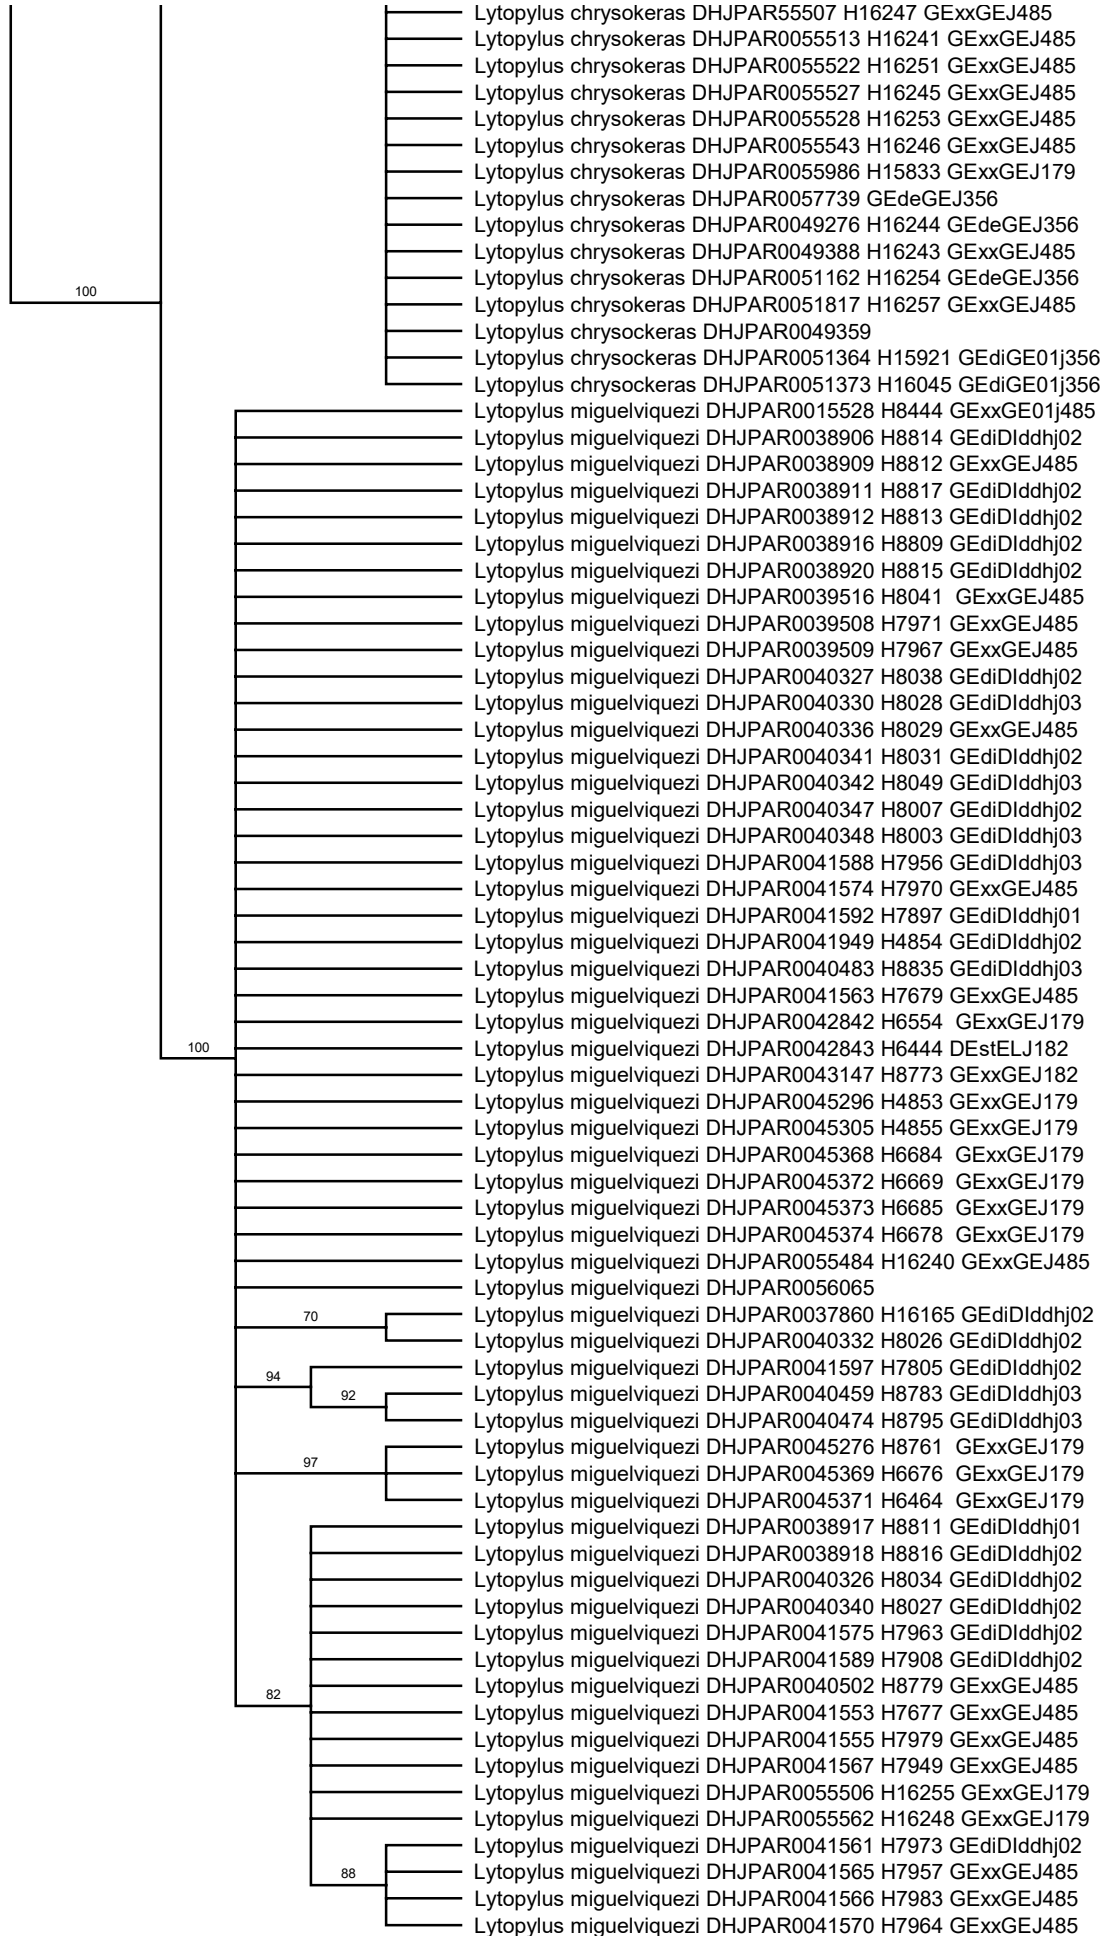 Lytopylus chrysokeras DHJPAR55507 H16247 GExxGEJ485
Lytopylus chrysokeras DHJPAR0055513 H16241 GExxGEJ485
Lytopylus chrysokeras DHJPAR0055522 H16251 GExxGEJ485
Lytopylus chrysokeras DHJPAR0055527 H16245 GExxGEJ485
Lytopylus chrysokeras DHJPAR0055528 H16253 GExxGEJ485
Lytopylus chrysokeras DHJPAR0055543 H16246 GExxGEJ485
Lytopylus chrysokeras DHJPAR0055986 H15833 GExxGEJ179
Lytopylus chrysokeras DHJPAR0057739 GEdeGEJ356
Lytopylus chrysokeras DHJPAR0049276 H16244 GEdeGEJ356
Lytopylus chrysokeras DHJPAR0049388 H16243 GExxGEJ485
Lytopylus chrysokeras DHJPAR0051162 H16254 GEdeGEJ356
100
Lytopylus chrysokeras DHJPAR0051817 H16257 GExxGEJ485
Lytopylus chrysockeras DHJPAR0049359
Lytopylus chrysockeras DHJPAR0051364 H15921 GEdiGE01j356
Lytopylus chrysockeras DHJPAR0051373 H16045 GEdiGE01j356
Lytopylus miguelviquezi DHJPAR0015528 H8444 GExxGE01j485
Lytopylus miguelviquezi DHJPAR0038906 H8814 GEdiDIddhj02
Lytopylus miguelviquezi DHJPAR0038909 H8812 GExxGEJ485
Lytopylus miguelviquezi DHJPAR0038911 H8817 GEdiDIddhj02
Lytopylus miguelviquezi DHJPAR0038912 H8813 GEdiDIddhj02
Lytopylus miguelviquezi DHJPAR0038916 H8809 GEdiDIddhj02
Lytopylus miguelviquezi DHJPAR0038920 H8815 GEdiDIddhj02
Lytopylus miguelviquezi DHJPAR0039516 H8041 GExxGEJ485
Lytopylus miguelviquezi DHJPAR0039508 H7971 GExxGEJ485
Lytopylus miguelviquezi DHJPAR0039509 H7967 GExxGEJ485
Lytopylus miguelviquezi DHJPAR0040327 H8038 GEdiDIddhj02
Lytopylus miguelviquezi DHJPAR0040330 H8028 GEdiDIddhj03
Lytopylus miguelviquezi DHJPAR0040336 H8029 GExxGEJ485
Lytopylus miguelviquezi DHJPAR0040341 H8031 GEdiDIddhj02
Lytopylus miguelviquezi DHJPAR0040342 H8049 GEdiDIddhj03
Lytopylus miguelviquezi DHJPAR0040347 H8007 GEdiDIddhj02
Lytopylus miguelviquezi DHJPAR0040348 H8003 GEdiDIddhj03
Lytopylus miguelviquezi DHJPAR0041588 H7956 GEdiDIddhj03
Lytopylus miguelviquezi DHJPAR0041574 H7970 GExxGEJ485
Lytopylus miguelviquezi DHJPAR0041592 H7897 GEdiDIddhj01
Lytopylus miguelviquezi DHJPAR0041949 H4854 GEdiDIddhj02
Lytopylus miguelviquezi DHJPAR0040483 H8835 GEdiDIddhj03
Lytopylus miguelviquezi DHJPAR0041563 H7679 GExxGEJ485
Lytopylus miguelviquezi DHJPAR0042842 H6554 GExxGEJ179
100
Lytopylus miguelviquezi DHJPAR0042843 H6444 DEstELJ182
Lytopylus miguelviquezi DHJPAR0043147 H8773 GExxGEJ182
Lytopylus miguelviquezi DHJPAR0045296 H4853 GExxGEJ179
Lytopylus miguelviquezi DHJPAR0045305 H4855 GExxGEJ179
Lytopylus miguelviquezi DHJPAR0045368 H6684 GExxGEJ179
Lytopylus miguelviquezi DHJPAR0045372 H6669 GExxGEJ179
Lytopylus miguelviquezi DHJPAR0045373 H6685 GExxGEJ179
Lytopylus miguelviquezi DHJPAR0045374 H6678 GExxGEJ179
Lytopylus miguelviquezi DHJPAR0055484 H16240 GExxGEJ485
Lytopylus miguelviquezi DHJPAR0056065
70
Lytopylus miguelviquezi DHJPAR0037860 H16165 GEdiDIddhj02
Lytopylus miguelviquezi DHJPAR0040332 H8026 GEdiDIddhj02
94
Lytopylus miguelviquezi DHJPAR0041597 H7805 GEdiDIddhj02
92
Lytopylus miguelviquezi DHJPAR0040459 H8783 GEdiDIddhj03
Lytopylus miguelviquezi DHJPAR0040474 H8795 GEdiDIddhj03
Lytopylus miguelviquezi DHJPAR0045276 H8761 GExxGEJ179
97
Lytopylus miguelviquezi DHJPAR0045369 H6676 GExxGEJ179
Lytopylus miguelviquezi DHJPAR0045371 H6464 GExxGEJ179
Lytopylus miguelviquezi DHJPAR0038917 H8811 GEdiDIddhj01
Lytopylus miguelviquezi DHJPAR0038918 H8816 GEdiDIddhj02
Lytopylus miguelviquezi DHJPAR0040326 H8034 GEdiDIddhj02
Lytopylus miguelviquezi DHJPAR0040340 H8027 GEdiDIddhj02
Lytopylus miguelviquezi DHJPAR0041575 H7963 GEdiDIddhj02
Lytopylus miguelviquezi DHJPAR0041589 H7908 GEdiDIddhj02
82
Lytopylus miguelviquezi DHJPAR0040502 H8779 GExxGEJ485
Lytopylus miguelviquezi DHJPAR0041553 H7677 GExxGEJ485
Lytopylus miguelviquezi DHJPAR0041555 H7979 GExxGEJ485
Lytopylus miguelviquezi DHJPAR0041567 H7949 GExxGEJ485
Lytopylus miguelviquezi DHJPAR0055506 H16255 GExxGEJ179
Lytopylus miguelviquezi DHJPAR0055562 H16248 GExxGEJ179
Lytopylus miguelviquezi DHJPAR0041561 H7973 GEdiDIddhj02
88
Lytopylus miguelviquezi DHJPAR0041565 H7957 GExxGEJ485
Lytopylus miguelviquezi DHJPAR0041566 H7983 GExxGEJ485
Lytopylus miguelviquezi DHJPAR0041570 H7964 GExxGEJ485